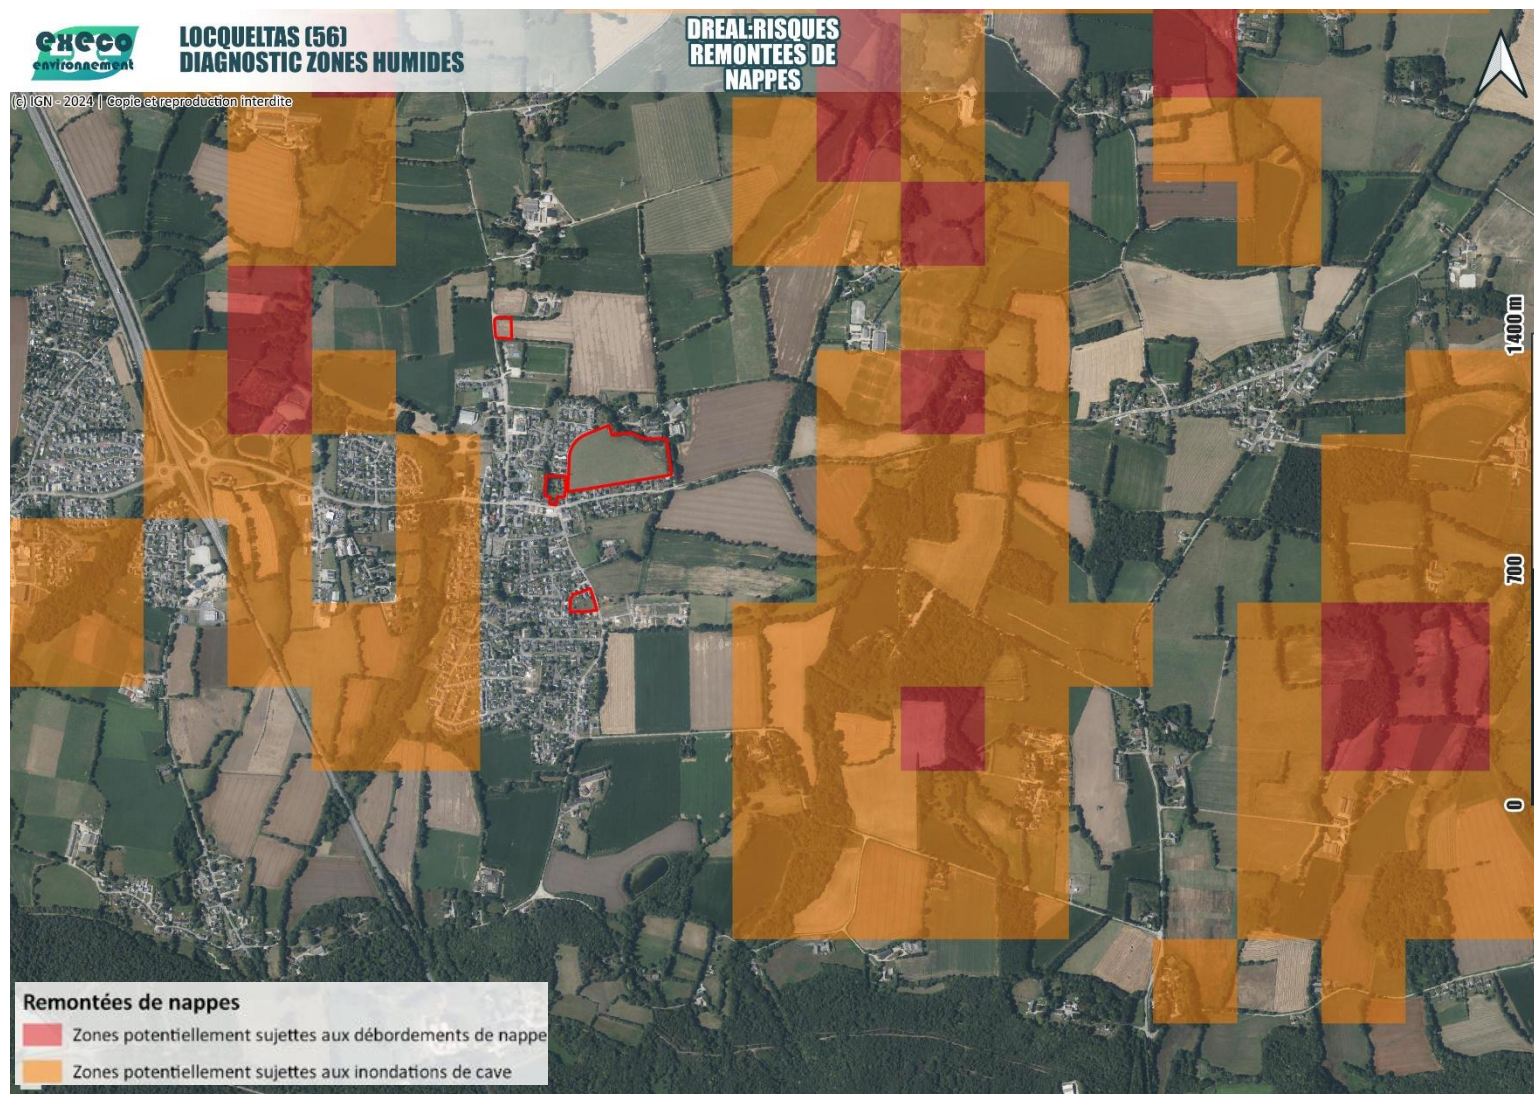 execo
environnement
LOCQUELTAS (56)
DIAGNOSTIC ZONES HUMIDES
DREAL:RISQUES
REMONTEES DE
NAPPES
(c) IGN - 2024 | Copie et reproduction interdite
1400 m
700
0
Remontées de nappes
Zones potentiellement sujettes aux débordements de nappe
Zones potentiellement sujettes aux inondations de cave